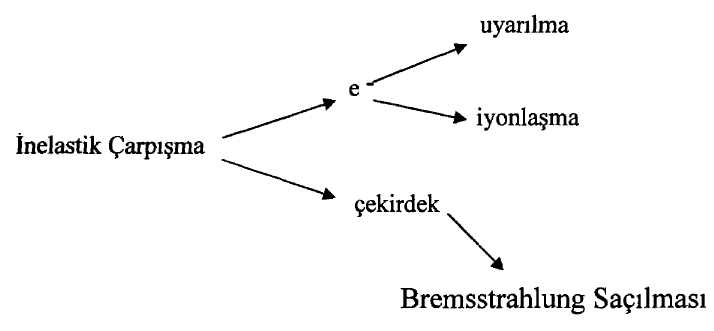 uyarılma
e -
iyonlaşma
İnelastik Çarpışma
çekirdek
Bremsstrahlung Saçılması